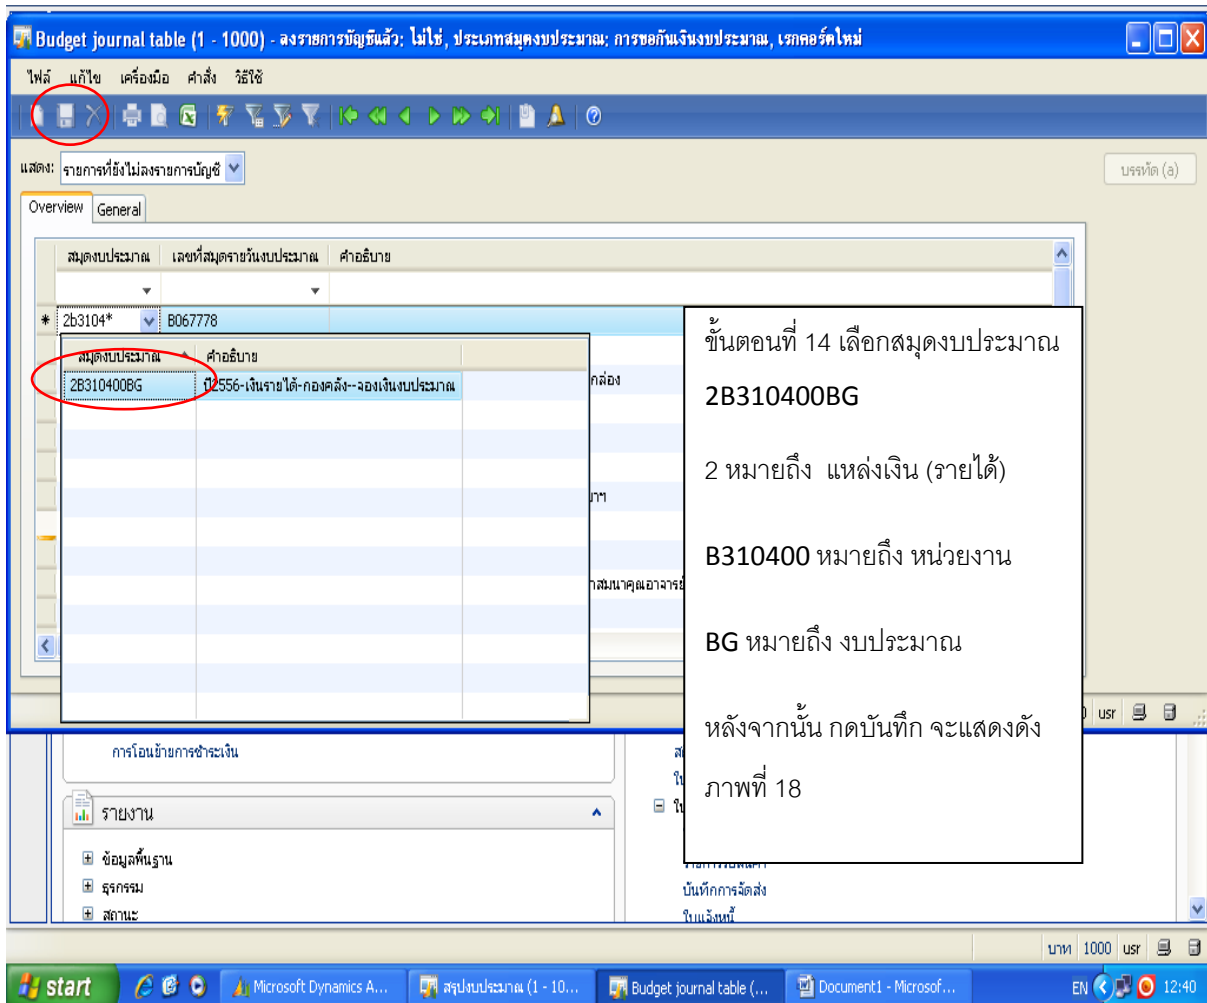 Budget journal table (1 - 1000) - ลงรายการบัญชีแล้ว: ไม่ใช่, ประเภทสมุดงบประมาณ: การขอกันเงินงบประมาณ, เรกคอร์ดใหม่
ไฟล์ แก้ไข เครื่องมือ คำสั่ง วิธีใช้
แสดง: รายการที่ยังไม่ลงรายการบัญชี
บรรทัด (a)
Overview General
สมุดงบประมาณ เลขที่สมุดรายวันงบประมาณ คำอธิบาย
* 2b3104* B067778
สมุดงบประมาณ คำอธิบาย
2B310400BG ปี2556-เงินรายได้-กองคลัง--จองเงินงบประมาณ
กล่อง
าสมนาคุณอาจารย์
ขั้นตอนที่ 14 เลือกสมุดงบประมาณ
2B310400BG
2 หมายถึง แหล่งเงิน (รายได้)
B310400 หมายถึง หน่วยงาน
BG หมายถึง งบประมาณ
หลังจากนั้น กดบันทึก จะแสดงดัง
ภาพที่ 18
usr
การโอนย้ายการชำระเงิน
รายงาน
ข้อมูลพื้นฐาน
ธุรกรรม
สถานะ
บันทึกการจัดส่ง
ใบแจ้งหนี้
บาท 1000 usr
start Microsoft Dynamics A... สรุปงบประมาณ (1 - 10... Budget journal table (... Document1 - Microsof... EN 12:40